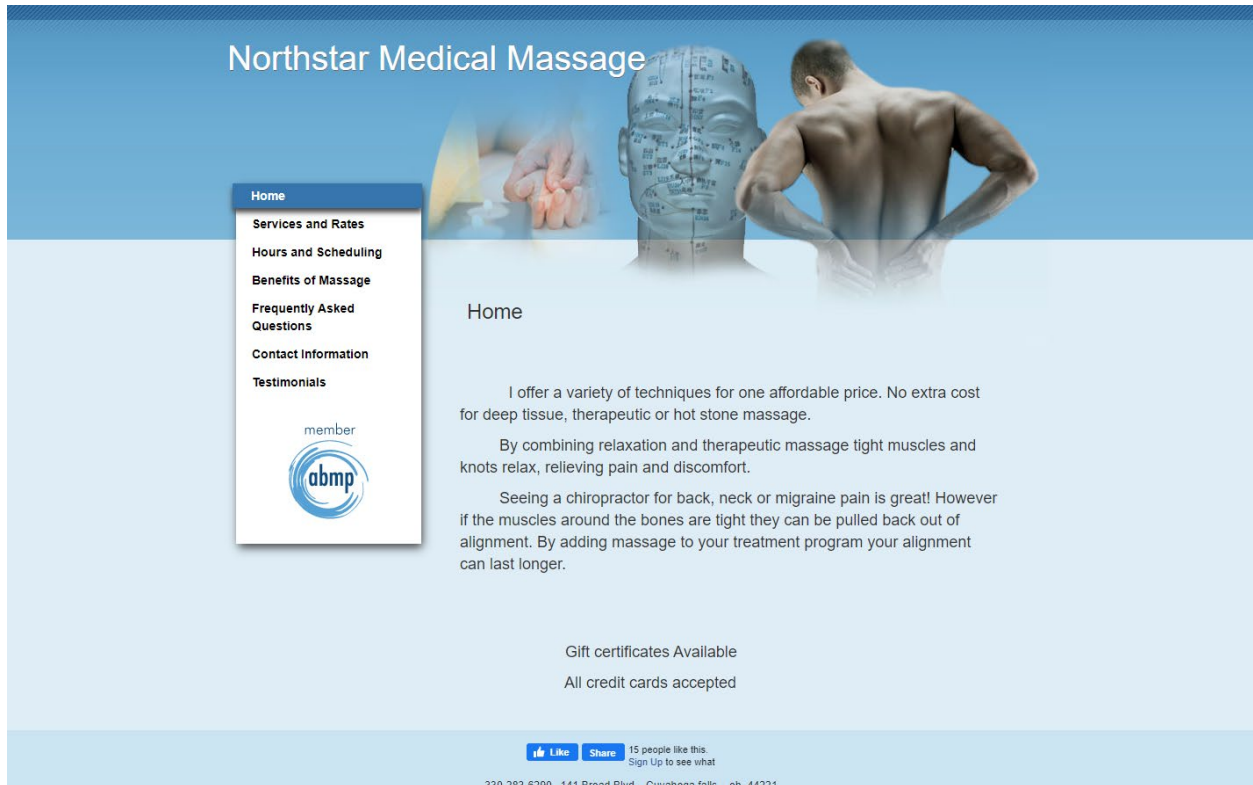 Northstar Medical Massage
Home
Services and Rates
Hours and Scheduling
Benefits of Massage
Frequently Asked
Questions
Contact Information
Testimonials
member
abmp
Home
I offer a variety of techniques for one affordable price. No extra cost
for deep tissue, therapeutic or hot stone massage.
By combining relaxation and therapeutic massage tight muscles and
knots relax, relieving pain and discomfort.
Seeing a chiropractor for back, neck or migraine pain is great! However
if the muscles around the bones are tight they can be pulled back out of
alignment. By adding massage to your treatment program your alignment
can last longer.
Gift certificates Available
All credit cards accepted
Like Share 15 people like this.
Sign Up to see what